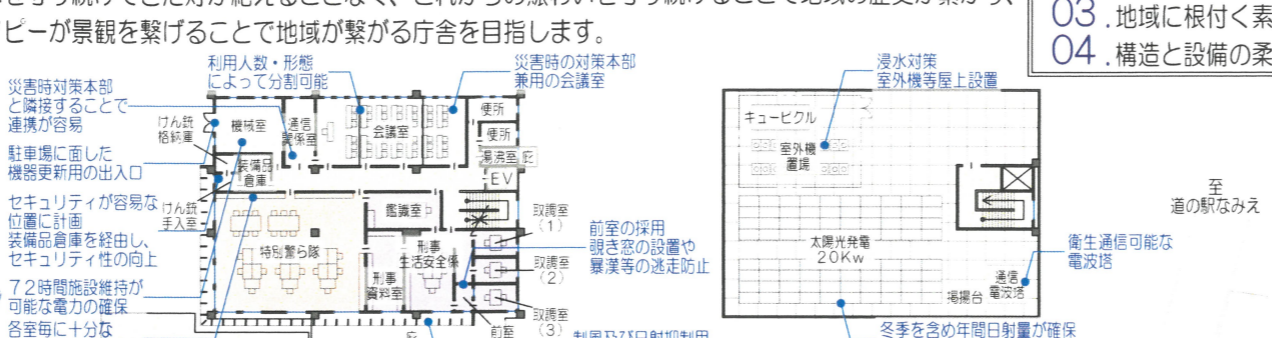 ピーが景観を繋げることで地域が繋がる庁舎を目指します。
03.地域に根付く素
04.構造と設備の柔
災害時対策本部
と隣接することで
連携が容易
駐車場に面した
機器更新用の出入口
セキュリティが容易な
位置に計画
装備品倉庫を経由し、
セキュリティ性の向上
72時間施設維持が
可能な電力の確保
各室毎に十分な
利用人数・形態
によって分割可能
災害時の対策本部
兼用の会議室
けん銃
格納庫
機械室
通信
関係室
会議室
便所
便所
湯沸室
庇
EV
装備品
倉庫
けん銃
手入室
鑑識室
特別警ら隊
刑事
生活安全係
刑事
資料室
取調室
(1)
取調室
(2)
取調室
(3)
前室
前室の採用
覗き窓の設置や
暴漢等の逃走防止
浸水対策
室外機等屋上設置
キュービクル
室外機
置場
太陽光発電
20Kw
掲揚台
通信
電波塔
衛生通信可能な
電波塔
冬季を含め年間日射量が確保
至
道の駅なみえ